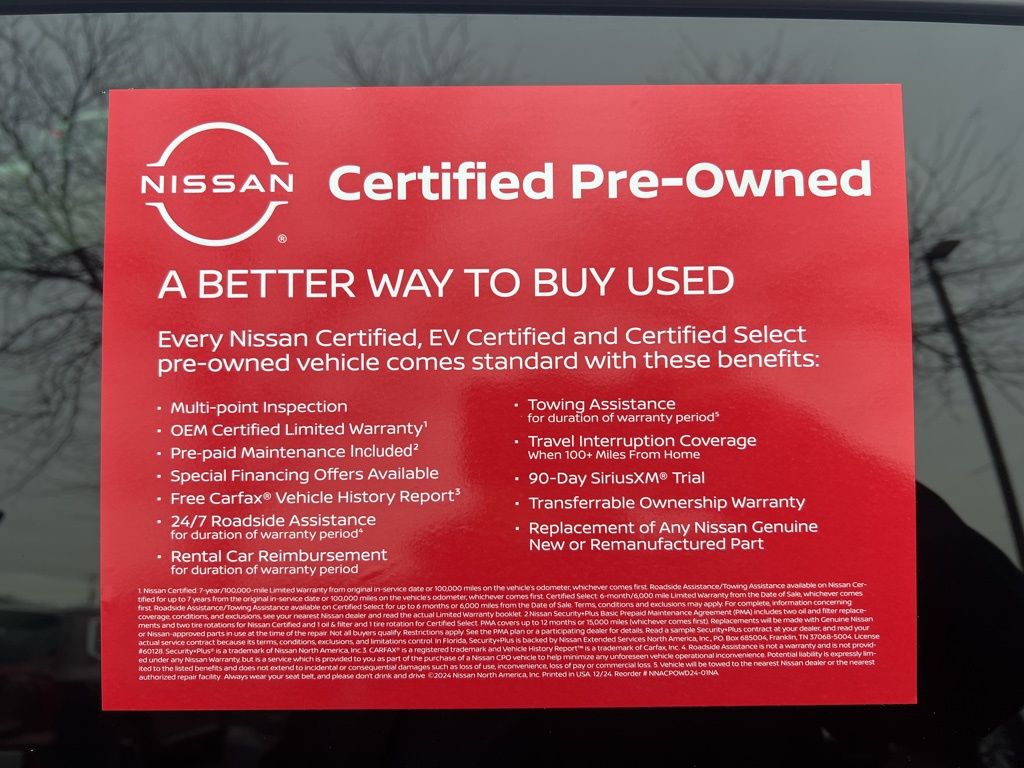 NISSAN
®
Certified Pre-Owned
A BETTER WAY TO BUY USED
Every Nissan Certified, EV Certified and Certified Select
pre-owned vehicle comes standard with these benefits:
• Multi-point Inspection
• OEM Certified Limited Warranty¹
• Pre-paid Maintenance Included²
• Special Financing Offers Available
• Free Carfax® Vehicle History Report³
• 24/7 Roadside Assistance
for duration of warranty period⁴
• Rental Car Reimbursement
for duration of warranty period
• Towing Assistance
for duration of warranty period⁵
• Travel Interruption Coverage
When 100+ Miles From Home
• 90-Day SiriusXM® Trial
• Transferrable Ownership Warranty
• Replacement of Any Nissan Genuine
New or Remanufactured Part
1. Nissan Certified: 7-year/100,000-mile Limited Warranty from original in-service date or 100,000 miles on the vehicle's odometer, whichever comes first. Roadside Assistance/Towing Assistance available on Nissan Cer-
tified for up to 7 years from the original in-service date or 100,000 miles on the vehicle's odometer, whichever comes first. Certified Select: 6-month/6,000 mile Limited Warranty from the Date of Sale, whichever comes
first. Roadside Assistance/Towing Assistance available on Certified Select for up to 6 months or 6,000 miles from the Date of Sale. Terms, conditions and exclusions may apply. For complete, information concerning
coverage, conditions, and exclusions, see your nearest Nissan dealer and read the actual Limited Warranty booklet. 2 Nissan Security+Plus Basic Prepaid Maintenance Agreement (PMA) includes two oil and filter replace-
ments and two tire rotations for Nissan Certified and 1 oil & filter and 1 tire rotation for Certified Select. PMA covers up to 12 months or 15,000 miles (whichever comes first). Replacements will be made with Genuine Nissan
or Nissan-approved parts in use at the time of the repair. Not all buyers qualify. Restrictions apply. See the PMA plan or a participating dealer for details. Read a sample Security+Plus contract at your dealer, and read your
actual service contract because its terms, conditions, exclusions, and limitations control. In Florida, Security+Plus is backed by Nissan Extended Services North America, Inc., P.O. Box 685004, Franklin, TN 37068-5004. License
#60128. Security+Plus® is a trademark of Nissan North America, Inc. 3. CARFAX® is a registered trademark and Vehicle History Report™ is a trademark of Carfax, Inc. 4. Roadside Assistance is not a warranty and is not provid-
ed under any Nissan Warranty, but is a service which is provided to you as part of the purchase of a Nissan CPO vehicle to help minimize any unforeseen vehicle operational inconvenience. Potential liability is expressly lim-
ited to the listed benefits and does not extend to incidental or consequential damages such as loss of use, inconvenience, loss of pay or commercial loss. 5. Vehicle will be towed to the nearest Nissan dealer or the nearest
authorized repair facility. Always wear your seat belt, and please don't drink and drive ©2024 Nissan North America, Inc. Printed in USA. 12/24. Reorder # NNACPOWD24-01NA